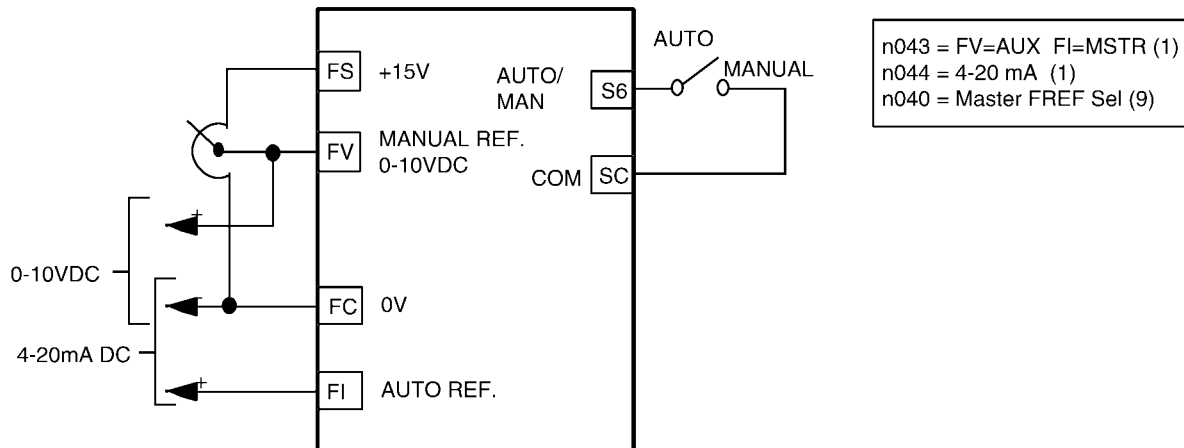 FS +15V
AUTO/
MAN
S6
AUTO
MANUAL
FV
MANUAL REF.
0-10VDC
COM SC
0-10VDC
+
-
FC 0V
4-20mA DC
+
FI AUTO REF.
n043 = FV=AUX FI=MSTR (1)
n044 = 4-20 mA (1)
n040 = Master FREF Sel (9)